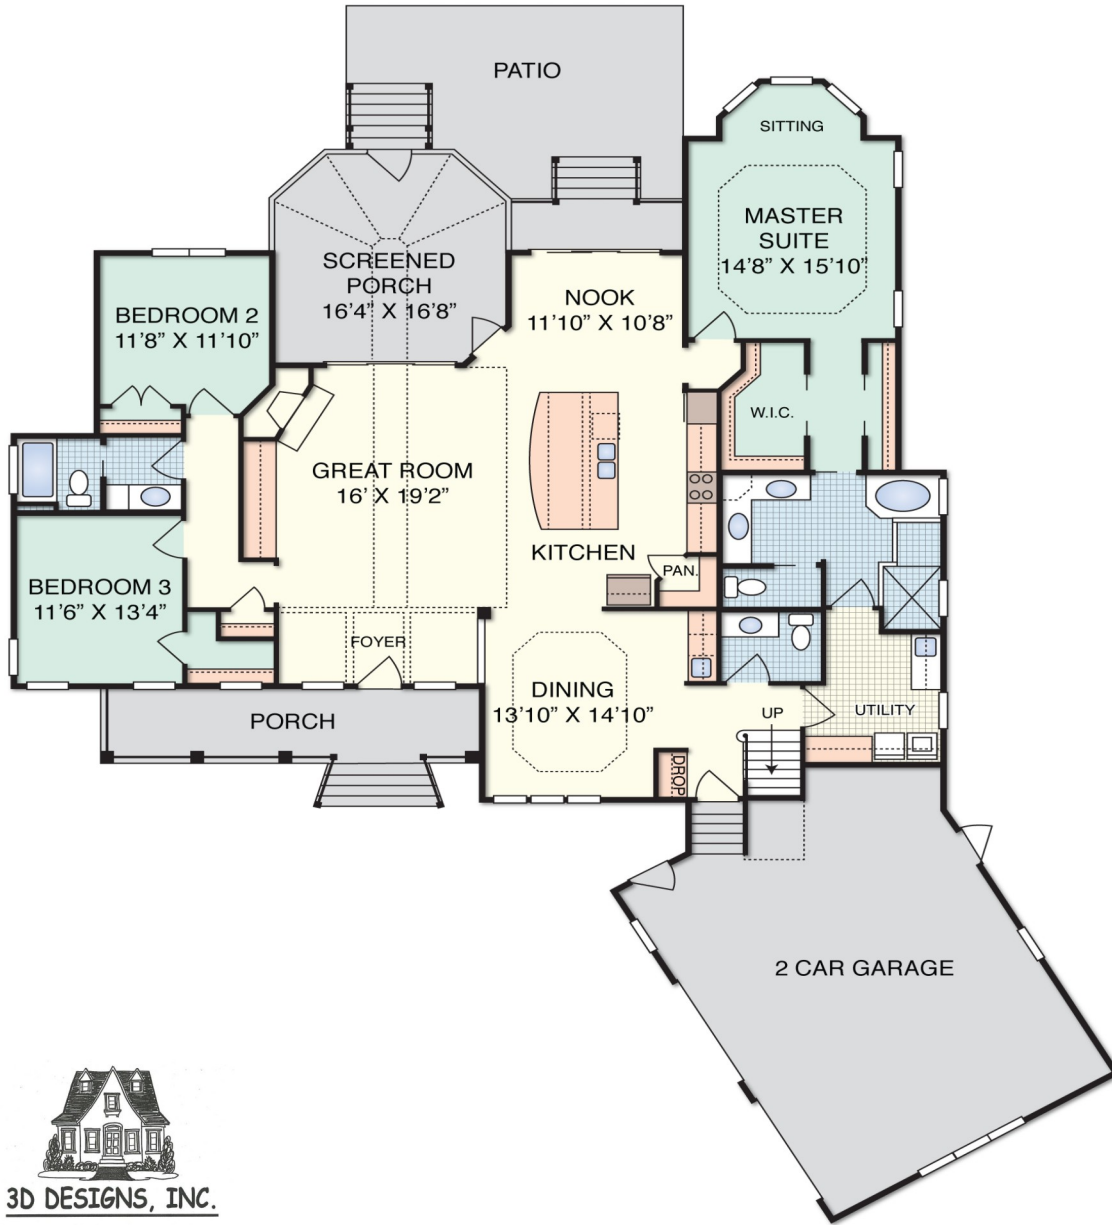 PATIO
SITTING
MASTER
SUITE
14'8" X 15'10"
SCREENED
PORCH
16'4" X 16'8"
NOOK
11'10" X 10'8"
BEDROOM 2
11'8" X 11'10"
W.I.C.
GREAT ROOM
16' X 19'2"
KITCHEN
PAN.
BEDROOM 3
11'6" X 13'4"
FOYER
DINING
13'10" X 14'10"
PORCH
UP
UTILITY
DROP
2 CAR GARAGE
3D DESIGNS, INC.